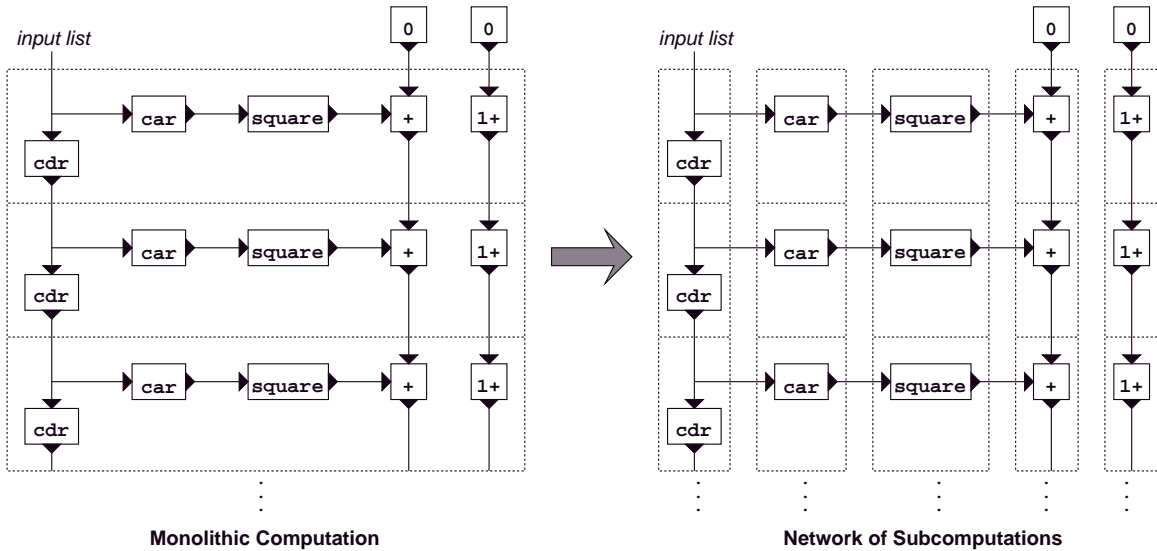 0 0 0 0
input list input list
car square + 1+ car square + 1+
cdr cdr
car square + 1+ car square + 1+
cdr cdr
car square + 1+ car square + 1+
cdr cdr
Monolithic Computation Network of Subcomputations